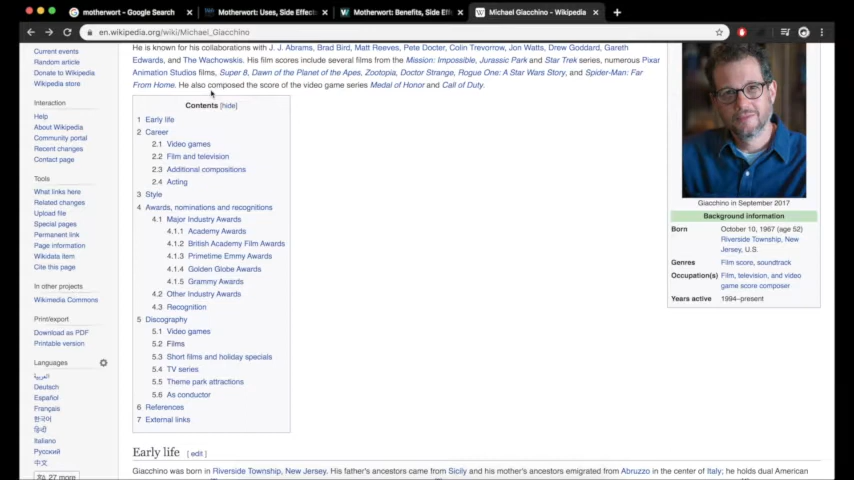 motherwort - Google Search
Motherwort: Uses, Side Effec
Motherwort: Benefits, Side Eff
Michael Giacchino - Wikipedia
en.wikipedia.org/wiki/Michael_Giacchino
Current events
Random article
Donate to Wikipedia
Wikipedia store
Interaction
Help
About Wikipedia
Community portal
Recent changes
Contact page
Tools
What links here
Related changes
Upload file
Special pages
Permanent link
Page information
Wikidata item
Cite this page
In other projects
Wikimedia Commons
Print/export
Download as PDF
Printable version
Languages
العربية
Deutsch
Español
Français
한국어
हिन्दी
Italiano
Русский
中文
27 more
He is known for his collaborations with J. J. Abrams, Brad Bird, Matt Reeves, Pete Docter, Colin Trevorrow, Jon Watts, Drew Goddard, Gareth
Edwards, and The Wachowskis. His film scores include several films from the Mission: Impossible, Jurassic Park and Star Trek series, numerous Pixar
Animation Studios films, Super 8, Dawn of the Planet of the Apes, Zootopia, Doctor Strange, Rogue One: A Star Wars Story, and Spider-Man: Far
From Home. He also composed the score of the video game series Medal of Honor and Call of Duty.
Contents [hide]
1 Early life
2 Career
2.1 Video games
2.2 Film and television
2.3 Additional compositions
2.4 Acting
3 Style
4 Awards, nominations and recognitions
4.1 Major Industry Awards
4.1.1 Academy Awards
4.1.2 British Academy Film Awards
4.1.3 Primetime Emmy Awards
4.1.4 Golden Globe Awards
4.1.5 Grammy Awards
4.2 Other Industry Awards
4.3 Recognition
5 Discography
5.1 Video games
5.2 Films
5.3 Short films and holiday specials
5.4 TV series
5.5 Theme park attractions
5.6 As conductor
6 References
7 External links
Giacchino in September 2017
Background information
Born October 10, 1967 (age 52)
Riverside Township, New
Jersey, U.S.
Genres Film score, soundtrack
Occupation(s) Film, television, and video
game score composer
Years active 1994–present
Early life [ edit ]
Giacchino was born in Riverside Township, New Jersey. His father's ancestors came from Sicily and his mother's ancestors emigrated from Abruzzo in the center of Italy; he holds dual American